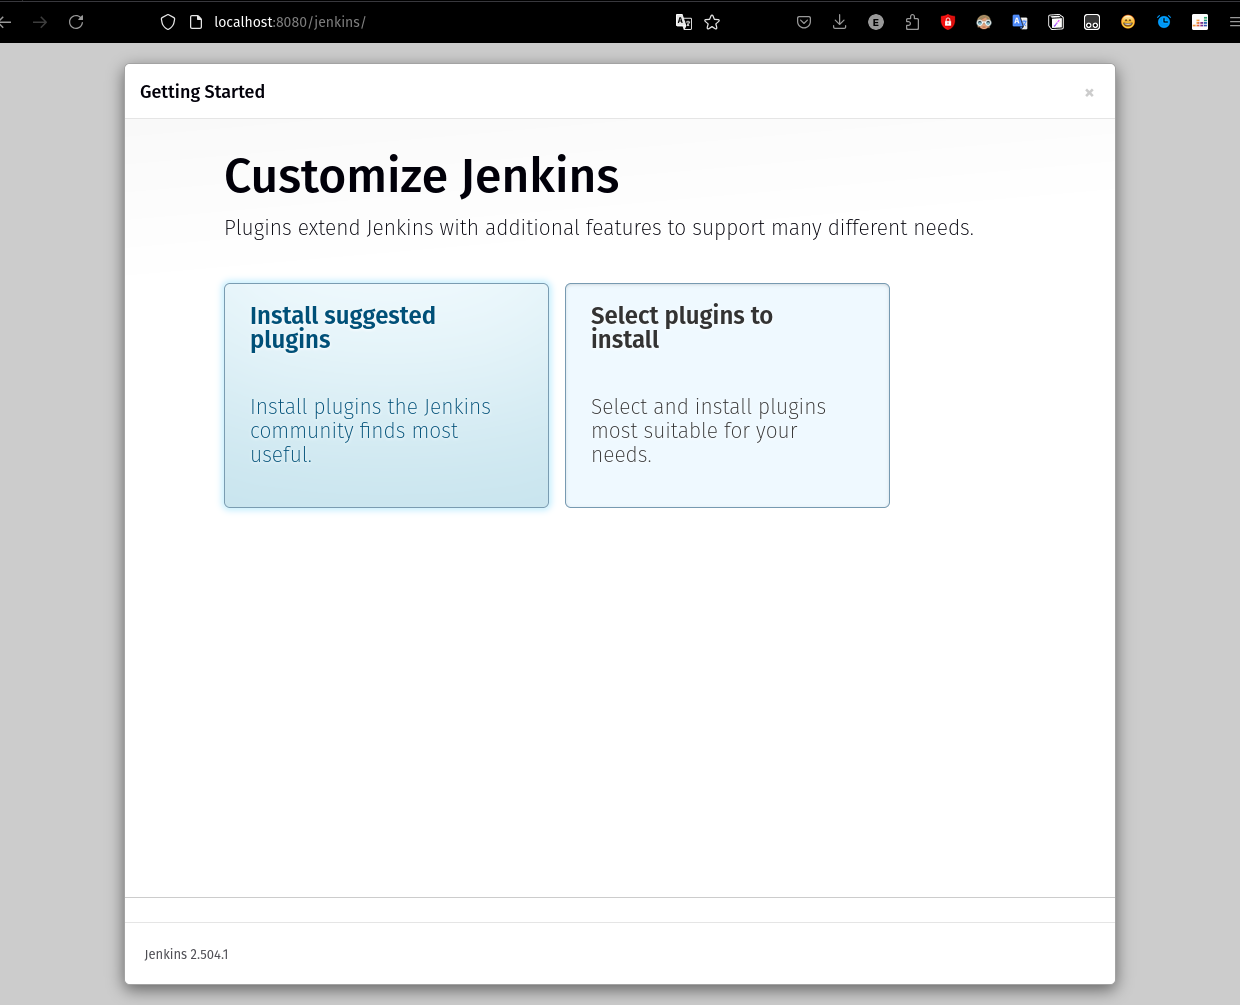 localhost:8080/jenkins/
Getting Started
×
Customize Jenkins
Plugins extend Jenkins with additional features to support many different needs.
Install suggested
plugins
Install plugins the Jenkins
community finds most
useful.
Select plugins to
install
Select and install plugins
most suitable for your
needs.
Jenkins 2.504.1